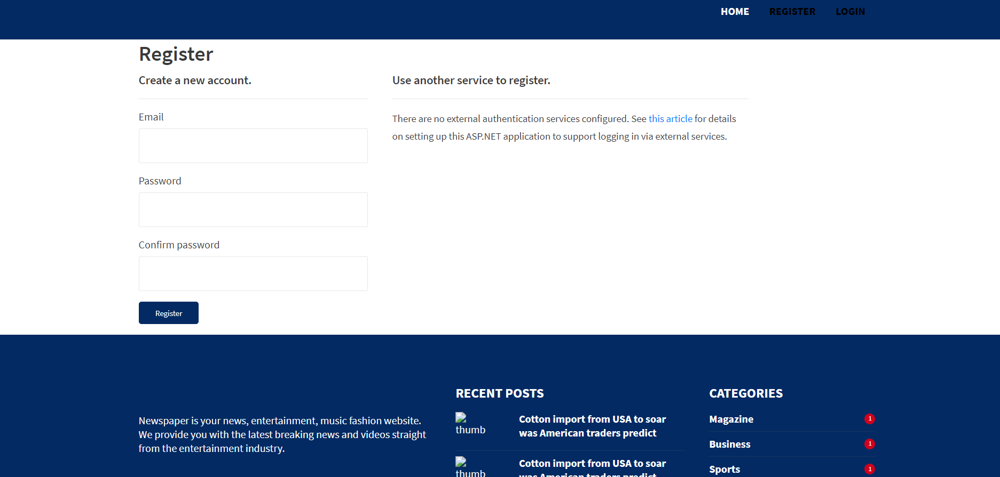 HOME REGISTER LOGIN
Register
Create a new account.
Email
Password
Confirm password
Register
Use another service to register.
There are no external authentication services configured. See this article for details
on setting up this ASP.NET application to support logging in via external services.
Newspaper is your news, entertainment, music fashion website.
We provide you with the latest breaking news and videos straight
from the entertainment industry.
RECENT POSTS
thumb
Cotton import from USA to soar
was American traders predict
thumb
Cotton import from USA to soar
was American traders predict
CATEGORIES
Magazine 1
Business 1
Sports 1